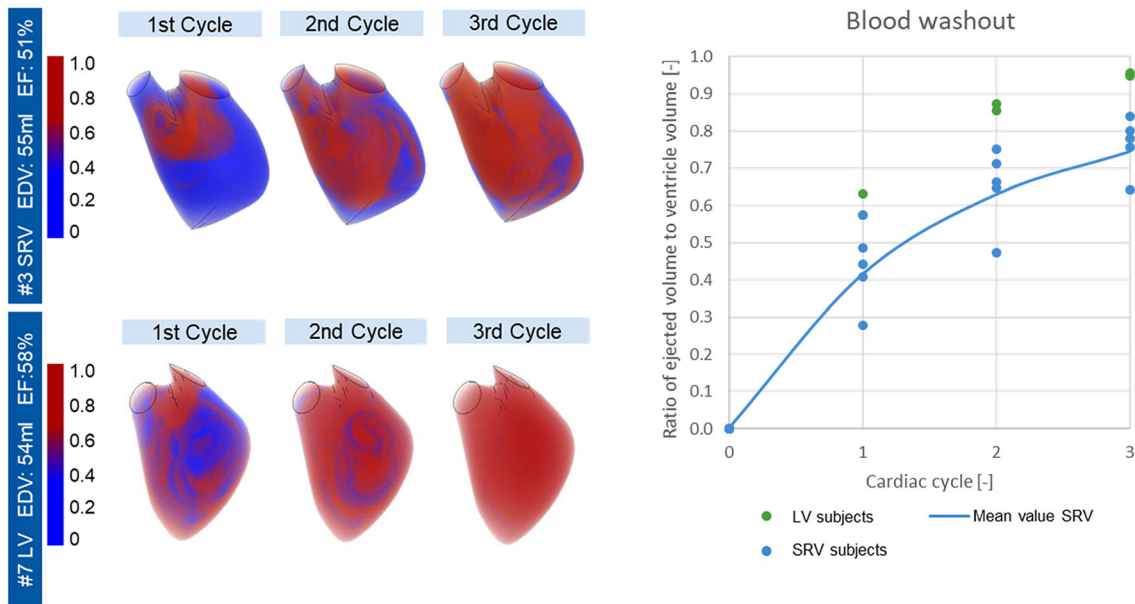 #3 SRV EDV: 55ml EF: 51%
1st Cycle
2nd Cycle
3rd Cycle
1.0
0.8
0.6
0.4
0.2
0
#7 LV EDV: 54ml EF:58%
1st Cycle
2nd Cycle
3rd Cycle
1.0
0.8
0.6
0.4
0.2
0
Blood washout
Ratio of ejected volume to ventricle volume [-]
1.0
0.9
0.8
0.7
0.6
0.5
0.4
0.3
0.2
0.1
0.0
0
1
2
3
Cardiac cycle [-]
LV subjects
Mean value SRV
SRV subjects